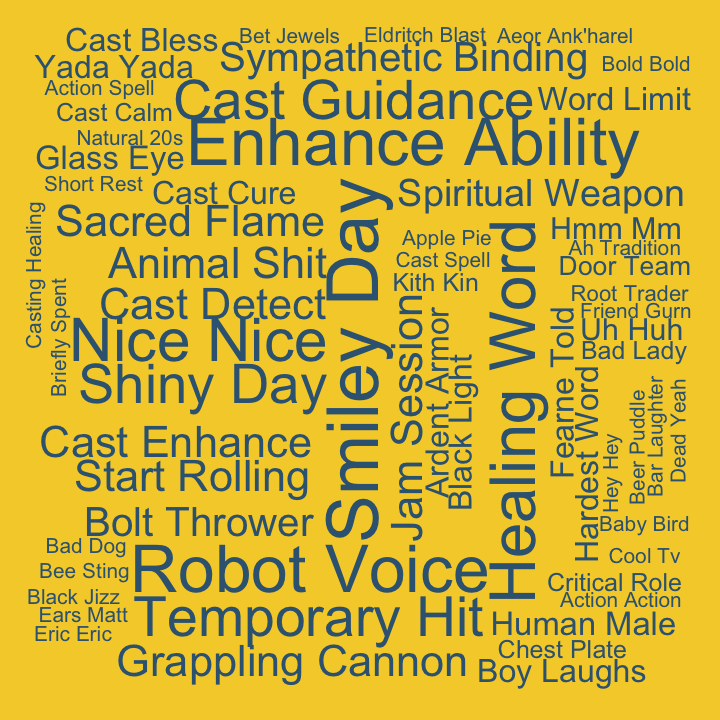 Cast Bless
Bet Jewels
Eldritch Blast
Aeor Ank'harel
Yada Yada
Sympathetic Binding
Bold Bold
Action Spell
Cast Guidance
Word Limit
Cast Calm
Natural 20s
Enhance Ability
Glass Eye
Short Rest
Cast Cure
Spiritual Weapon
Sacred Flame
Hmm Mm
Apple Pie
Ah Tradition
Animal Shit
Cast Spell
Door Team
Kith Kin
Casting Healing
Briefly Spent
Cast Detect
Root Trader
Friend Gurn
Nice Nice
Uh Huh
Bad Lady
Shiny Day
Smiley Day
Jam Session
Ardent Armor
Black Light
Healing Word
Fearne Told
Hardest Word
Hey Hey
Beer Puddle
Bar Laughter
Dead Yeah
Cast Enhance
Start Rolling
Bolt Thrower
Baby Bird
Bad Dog
Cool Tv
Bee Sting
Robot Voice
Critical Role
Black Jizz
Action Action
Ears Matt
Temporary Hit
Human Male
Eric Eric
Chest Plate
Grappling Cannon
Boy Laughs